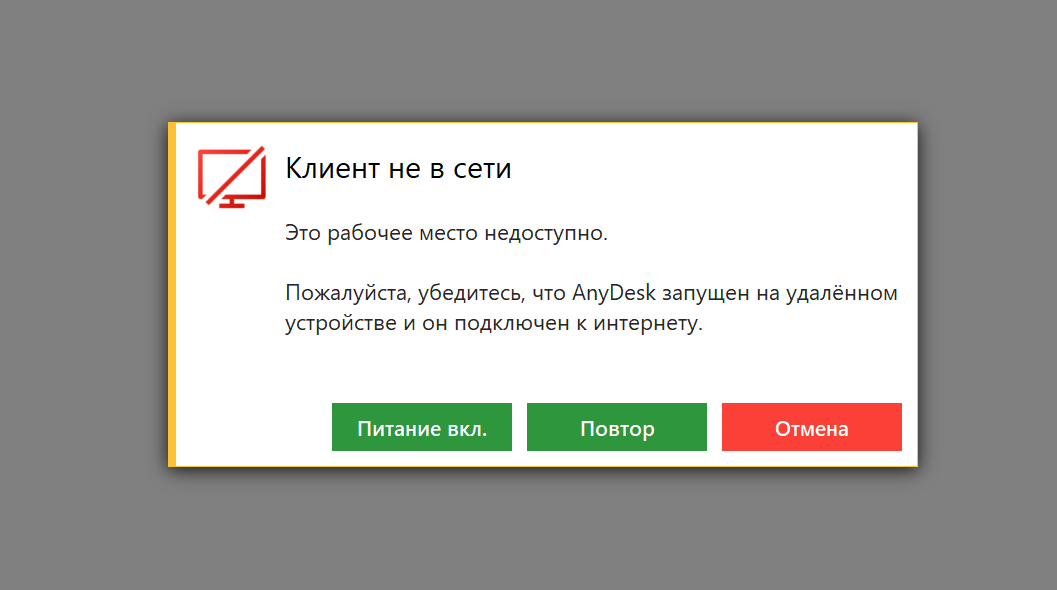 Клиент не в сети
Это рабочее место недоступно.
Пожалуйста, убедитесь, что AnyDesk запущен на удалённом
устройстве и он подключен к интернету.
Питание вкл.
Повтор
Отмена